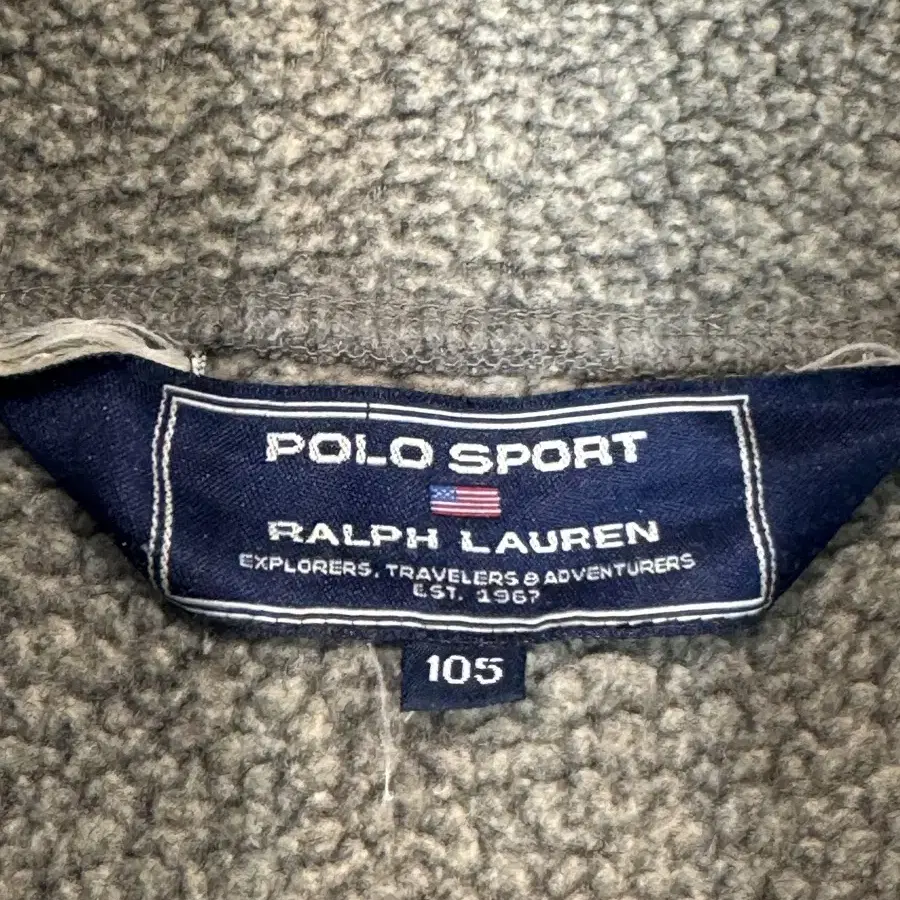 POLO SPORT
RALPH LAUREN
EXPLORERS, TRAVELERS & ADVENTURERS
EST. 1967
105